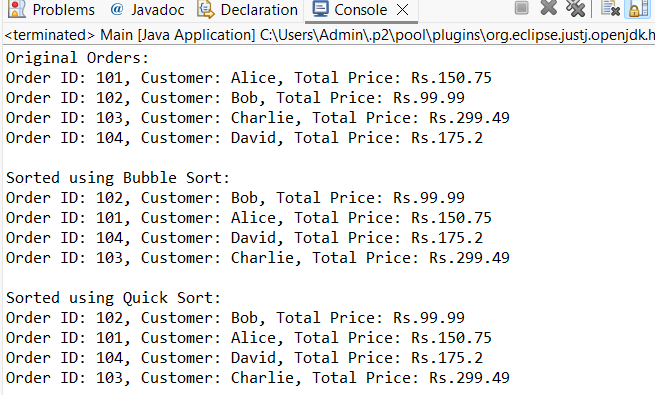 Problems @ Javadoc Declaration Console
<terminated> Main [Java Application] C:\Users\Admin\.p2\pool\plugins\org.eclipse.justj.openjdk.h
Original Orders:
Order ID: 101, Customer: Alice, Total Price: Rs.150.75
Order ID: 102, Customer: Bob, Total Price: Rs.99.99
Order ID: 103, Customer: Charlie, Total Price: Rs.299.49
Order ID: 104, Customer: David, Total Price: Rs.175.2
Sorted using Bubble Sort:
Order ID: 102, Customer: Bob, Total Price: Rs.99.99
Order ID: 101, Customer: Alice, Total Price: Rs.150.75
Order ID: 104, Customer: David, Total Price: Rs.175.2
Order ID: 103, Customer: Charlie, Total Price: Rs.299.49
Sorted using Quick Sort:
Order ID: 102, Customer: Bob, Total Price: Rs.99.99
Order ID: 101, Customer: Alice, Total Price: Rs.150.75
Order ID: 104, Customer: David, Total Price: Rs.175.2
Order ID: 103, Customer: Charlie, Total Price: Rs.299.49